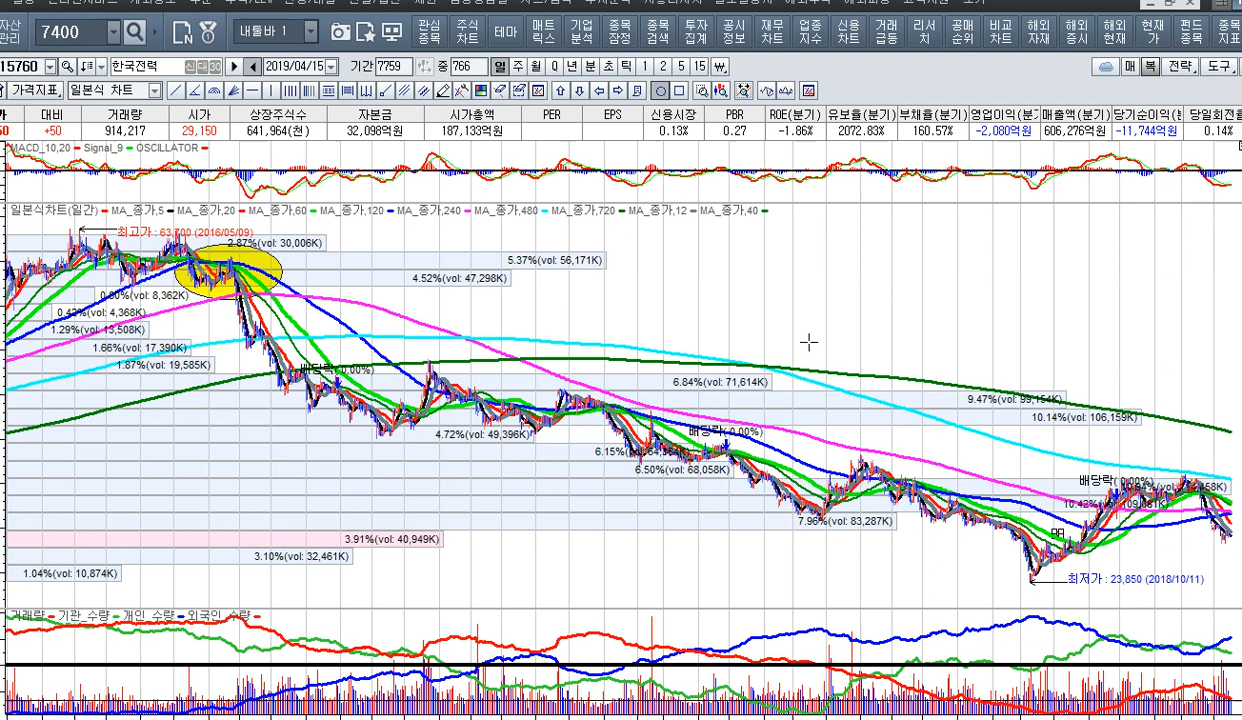 자산 관리
7400
내툴바 1
관심 종목
주식 차트
테마
매트 릭스
기업 분석
종목 잠정
종목 검색
투자 집계
공시 정보
재무 차트
업종 지수
신용 차트
거래 급등
리서 치
공매 순위
비교 차트
해외 자재
해외 증시
해외 현재
현재 가
펀드 종목
종목 지표
15760 한국전력 신 대 30 2019/04/15 기간 7759 중 766 일 주 월 Q 년 분 초 틱 1 3 5 15 매 복 전략 도구
가격지표 일본식 차트
대비 거래량 시가 상장주식수 자본금 시가총액 PER EPS 신용시장 PBR ROE(분기) 유보율(분기) 부채율(분기) 영업이익(분기 매출액(분기) 당기순이익(분 당일회전율
+50 914,217 29,150 641,964(천) 32,098억원 187,133억원 0.13% 0.27 -1.86% 2072.83% 160.57% -2,080억원 606,276억원 -11,744억원 0.14%
MACD_10,20 Signal_9 OSCILLATOR
일본식차트(일간) MA_종가,5 MA_종가,20 MA_종가,60 MA_종가,120 MA_종가,240 MA_종가,480 MA_종가,720 MA_종가,12 MA_종가,40
최고가 : 63,700 (2016/05/09)
2.87%(vol: 30,006K)
5.37%(vol: 56,171K)
4.52%(vol: 47,298K)
0.80%(vol: 8,362K)
0.42%(vol: 4,368K)
1.29%(vol: 13,508K)
1.66%(vol: 17,390K)
1.87%(vol: 19,585K)
배당락(0.00%)
6.84%(vol: 71,614K)
9.47%(vol: 99,154K)
10.14%(vol: 106,159K)
4.72%(vol: 49,396K)
배당락(0.00%)
6.50%(vol: 68,058K)
배당락(0.00%)
7.96%(vol: 83,287K)
3.91%(vol: 40,949K)
3.10%(vol: 32,461K)
1.04%(vol: 10,874K)
최저가 : 23,850 (2018/10/11)
거래량 기관_수량 개인_수량 외국인_수량